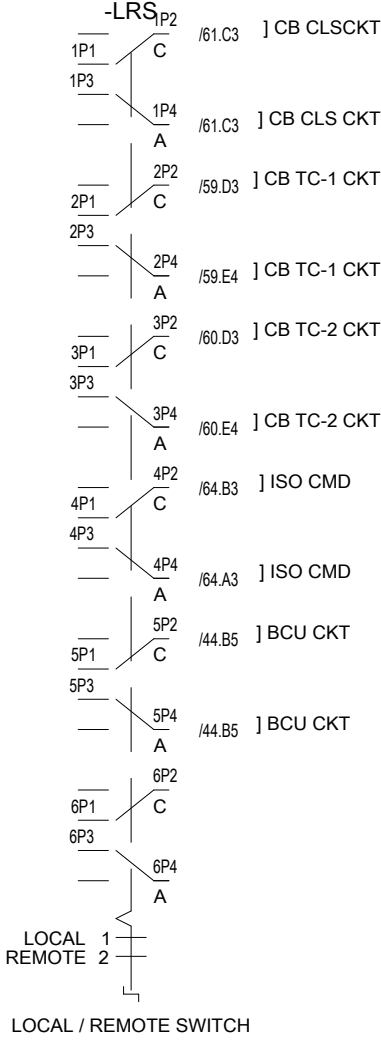 -LRS
1P2 /61.C3 ] CB CLSCKT
1P1 C
1P3
1P4 /61.C3 ] CB CLS CKT
A
2P2 /59.D3 ] CB TC-1 CKT
2P1 C
2P3
2P4 /59.E4 ] CB TC-1 CKT
A
3P2 /60.D3 ] CB TC-2 CKT
3P1 C
3P3
3P4 /60.E4 ] CB TC-2 CKT
A
4P2 /64.B3 ] ISO CMD
4P1 C
4P3
4P4 /64.A3 ] ISO CMD
A
5P2 /44.B5 ] BCU CKT
5P1 C
5P3
5P4 /44.B5 ] BCU CKT
A
6P2
6P1 C
6P3
6P4
A
LOCAL 1
REMOTE 2
LOCAL / REMOTE SWITCH